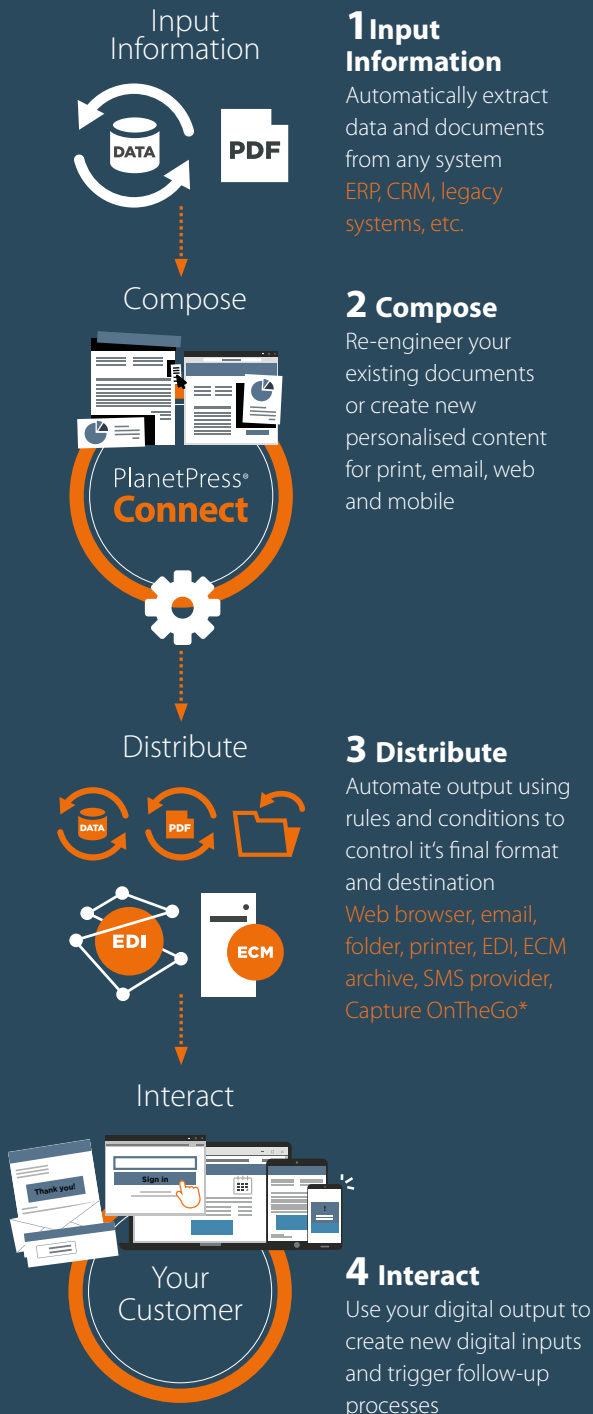 Input
Information
DATA
PDF
1 Input
Information
Automatically extract
data and documents
from any system
ERP, CRM, legacy
systems, etc.
Compose
PlanetPress®
Connect
2 Compose
Re-engineer your
existing documents
or create new
personalised content
for print, email, web
and mobile
Distribute
DATA
PDF
EDI
ECM
3 Distribute
Automate output using
rules and conditions to
control it’s final format
and destination
Web browser, email,
folder, printer, EDI, ECM
archive, SMS provider,
Capture OnTheGo*
Interact
Thank you!
Sign in
!
Your
Customer
4 Interact
Use your digital output to
create new digital inputs
and trigger follow-up
processes